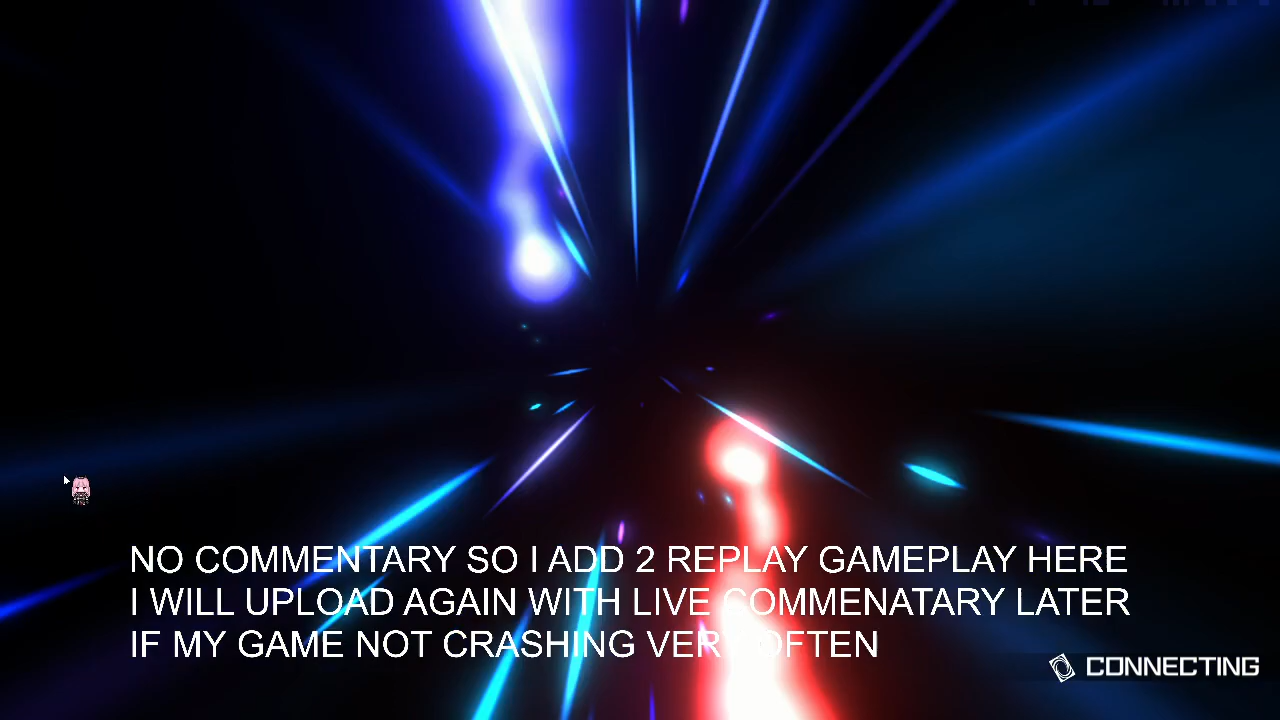 NO COMMENTARY SO I ADD 2 REPLAY GAMEPLAY HERE
I WILL UPLOAD AGAIN WITH LIVE COMMENATARY LATER
IF MY GAME NOT CRASHING VERY OFTEN
CONNECTING